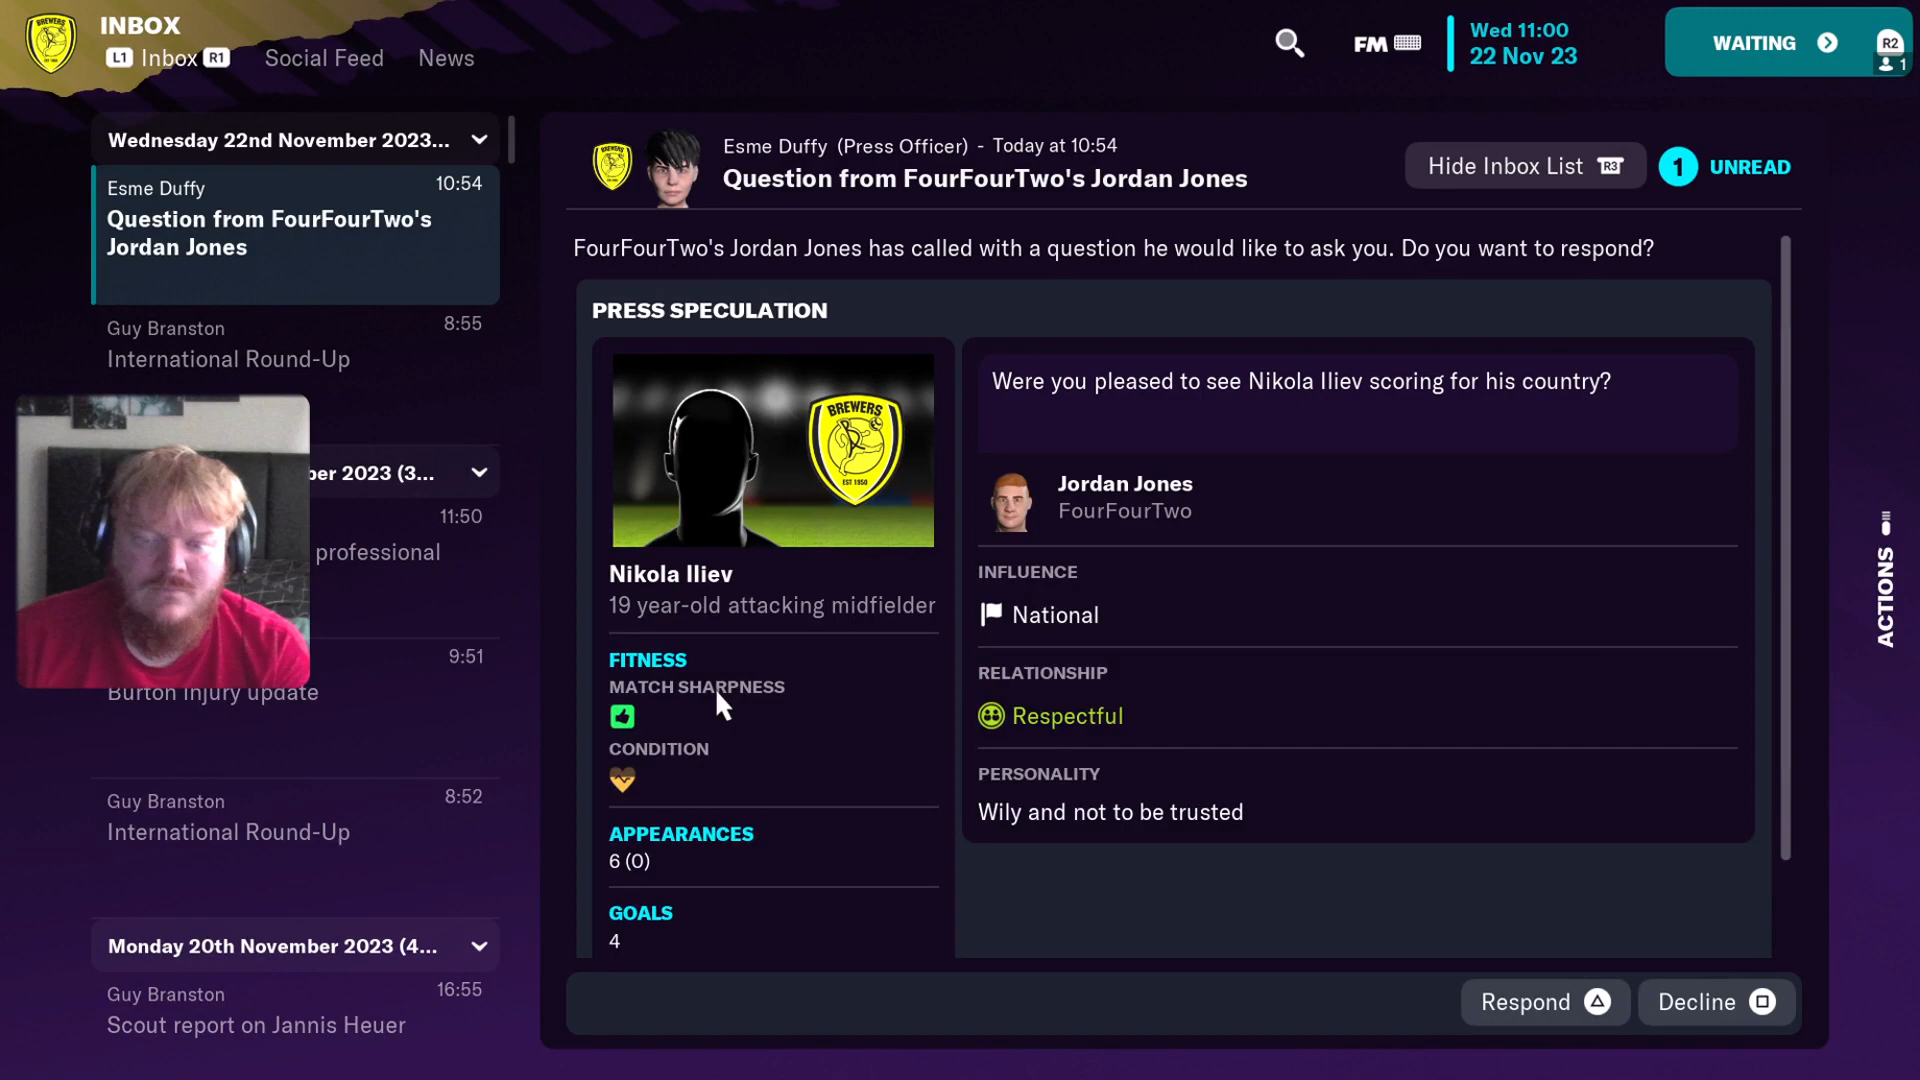 INBOX
L1 Inbox R1 Social Feed News
FM
Wed 11:00
22 Nov 23
WAITING
R2
1
Wednesday 22nd November 2023...
Esme Duffy 10:54
Question from FourFourTwo's
Jordan Jones
Guy Branston 8:55
International Round-Up
ber 2023 (3...
11:50
professional
9:51
Burton injury update
Guy Branston 8:52
International Round-Up
Monday 20th November 2023 (4...
Guy Branston 16:55
Scout report on Jannis Heuer
BREWERS
Esme Duffy (Press Officer) - Today at 10:54
Question from FourFourTwo's Jordan Jones
Hide Inbox List R3
1 UNREAD
FourFourTwo's Jordan Jones has called with a question he would like to ask you. Do you want to respond?
PRESS SPECULATION
BREWERS
EST 1950
Nikola Iliev
19 year-old attacking midfielder
FITNESS
MATCH SHARPNESS
CONDITION
APPEARANCES
6 (0)
GOALS
4
Were you pleased to see Nikola Iliev scoring for his country?
Jordan Jones
FourFourTwo
INFLUENCE
National
RELATIONSHIP
Respectful
PERSONALITY
Wily and not to be trusted
Respond
Decline
ACTIONS